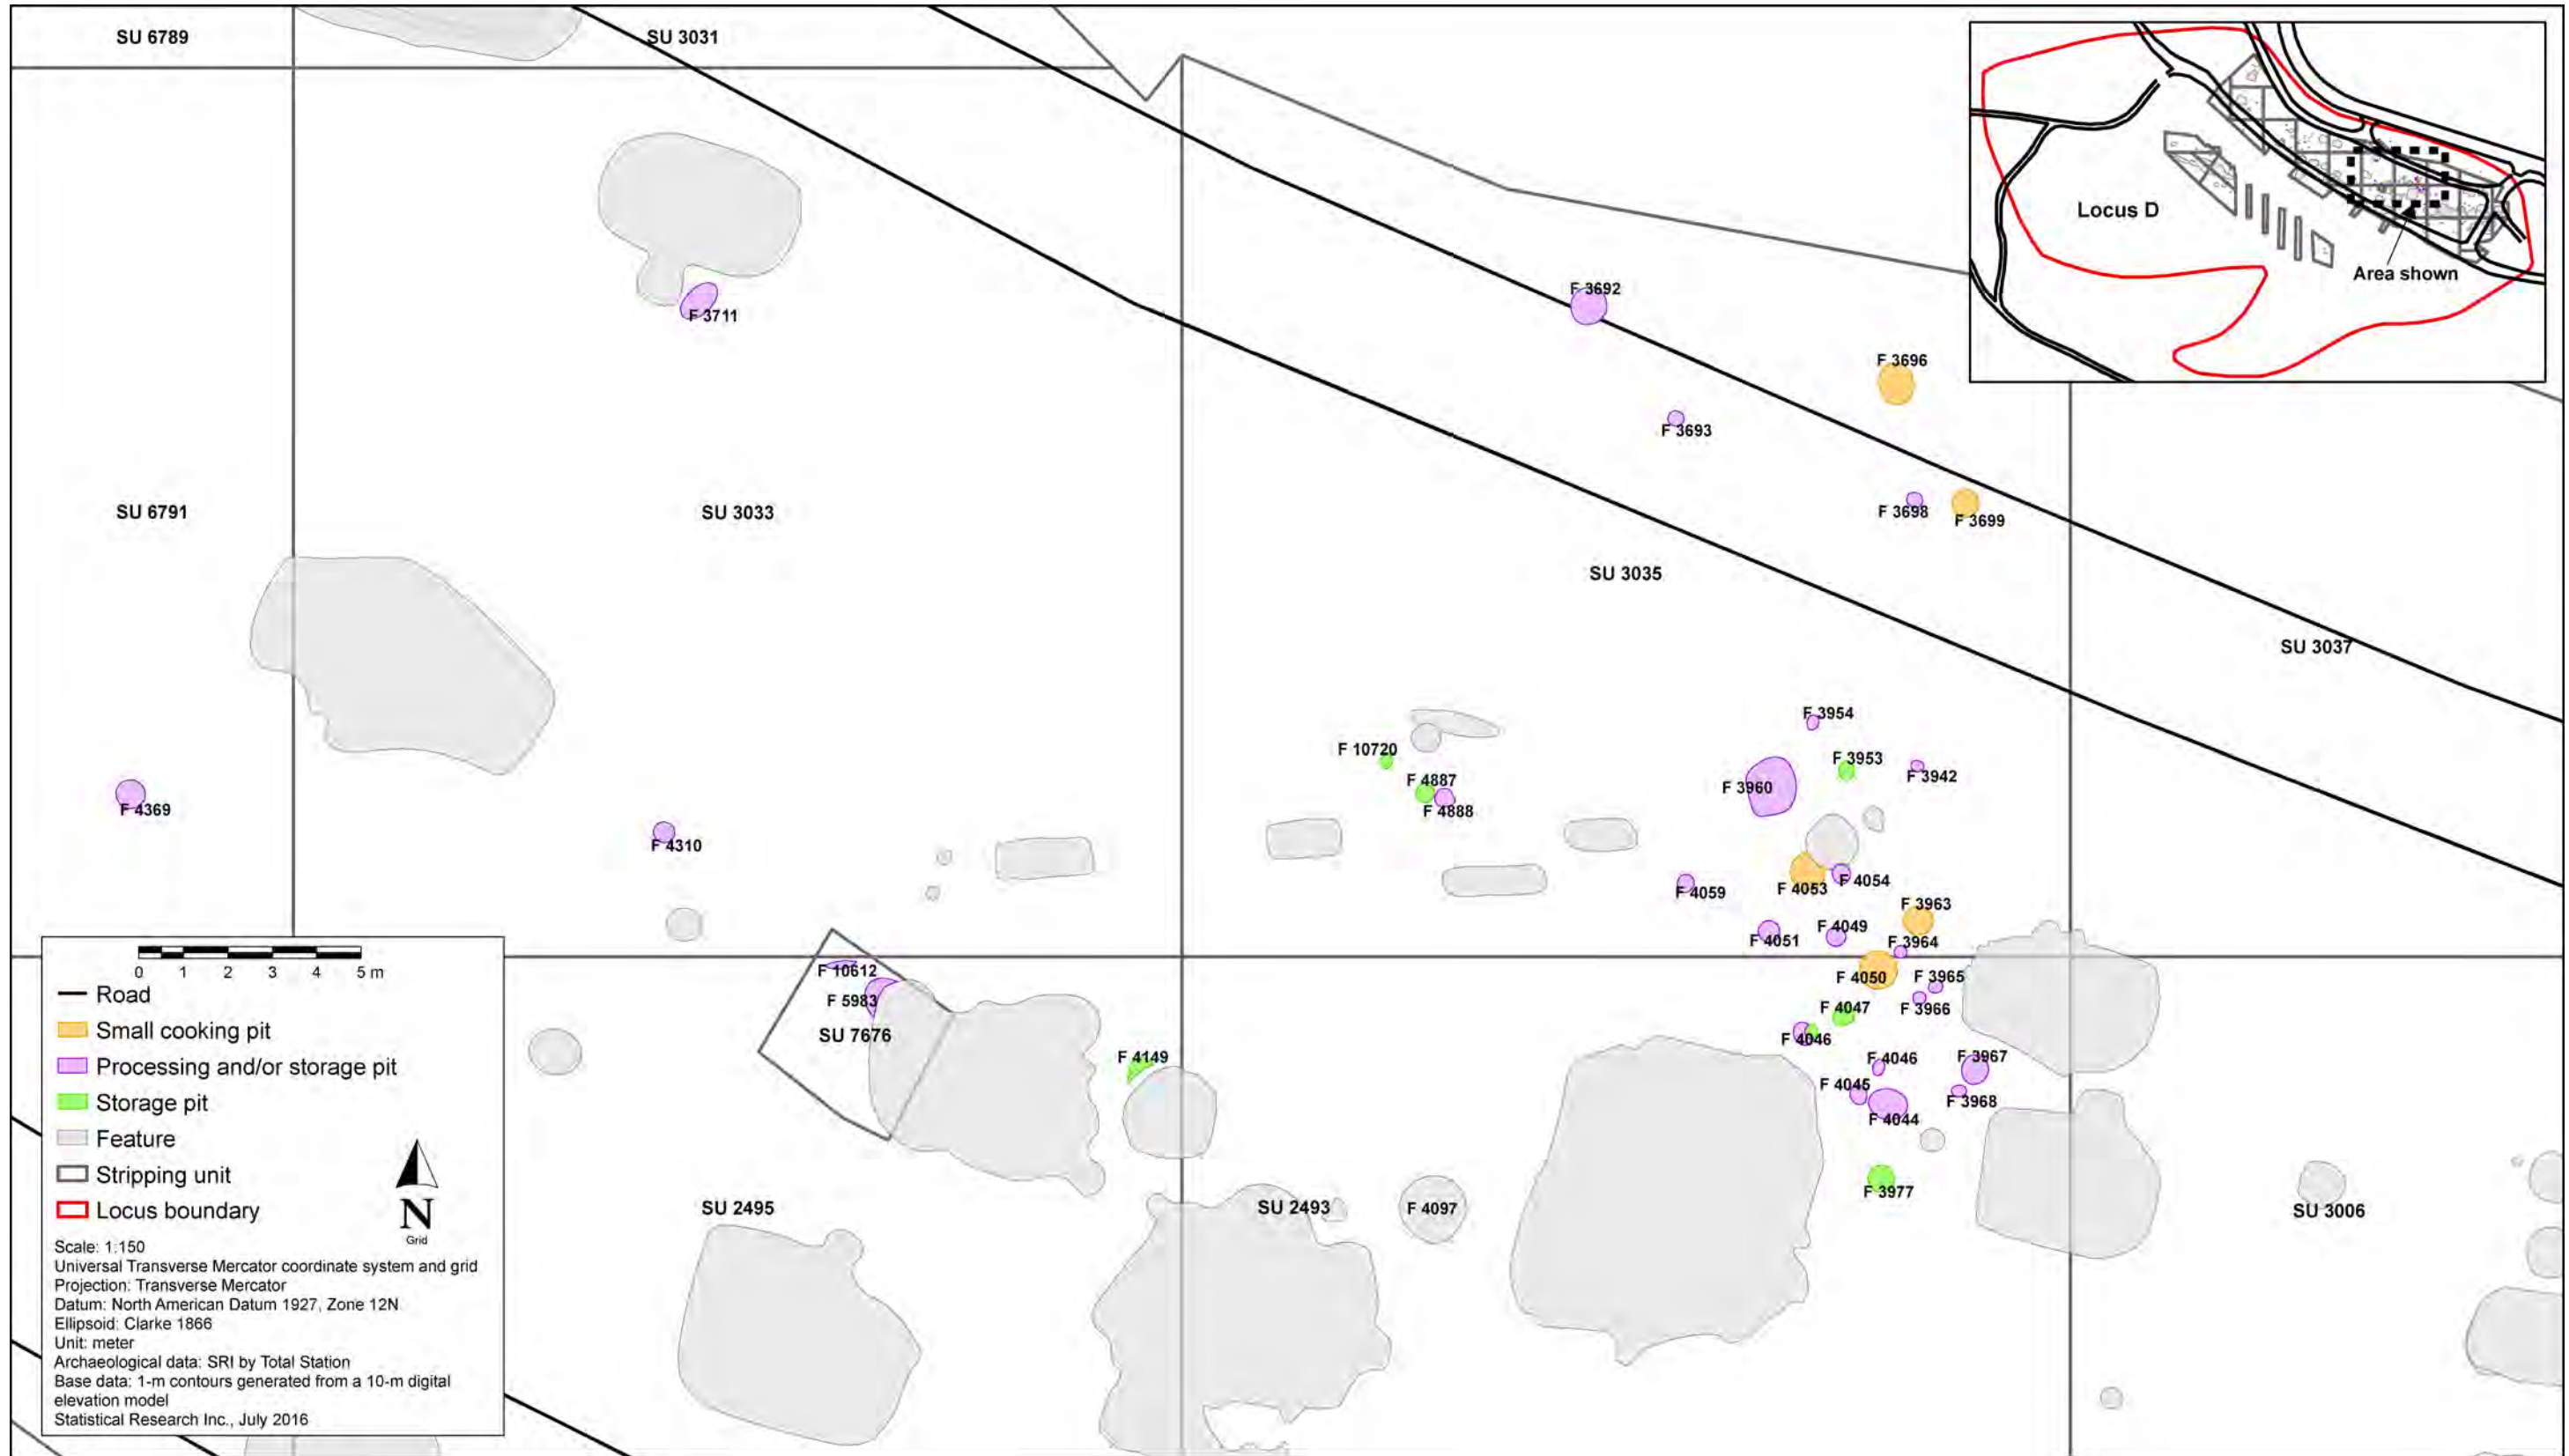 SU 6789
SU 3031
Locus D
Area shown
F 3711
F 3692
F 3696
F 3693
SU 6791
SU 3033
F 3698
F 3699
SU 3035
SU 3037
F 3954
F 10720
F 3953
F 4887
F 3942
F 3960
F 4369
F 4888
F 4310
F 4059
F 4053
F 4054
F 3963
F 4051
F 4049
F 3964
F 10612
F 4050
F 3965
F 5983
F 4047
F 3966
SU 7676
F 4046
F 4149
F 4046
F 3967
F 4045
F 3968
F 4044
F 3977
SU 2495
SU 2493
F 4097
SU 3006
0 1 2 3 4 5 m
Road
Small cooking pit
Processing and/or storage pit
Storage pit
Feature
Stripping unit
Locus boundary
N
Grid
Scale: 1:150
Universal Transverse Mercator coordinate system and grid
Projection: Transverse Mercator
Datum: North American Datum 1927, Zone 12N
Ellipsoid: Clarke 1866
Unit: meter
Archaeological data: SRI by Total Station
Base data: 1-m contours generated from a 10-m digital
elevation model
Statistical Research Inc., July 2016